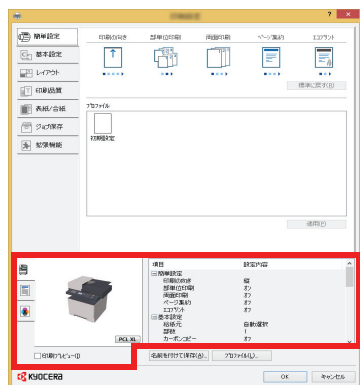 詳細設定
? ×
簡単設定
基本設定
レイアウト
印刷品質
表紙/合紙
ジョブ保存
拡張機能
印刷の向き 部単位印刷 両面印刷 ページ集約 エコプリント
標準に戻す(R)
プロファイル
初期設定
適用(P)
項目 設定内容
簡単設定
印刷の向き 縦
部単位印刷 オン
両面印刷 オフ
ページ集約 オフ
エコプリント オフ
基本設定
給紙元 自動選択
部数 1
カーボンコピー オフ
PCL XL
印刷プレビュー(I)
名前を付けて保存(A)...
プロファイル(L)...
KYOCERA
OK
キャンセル